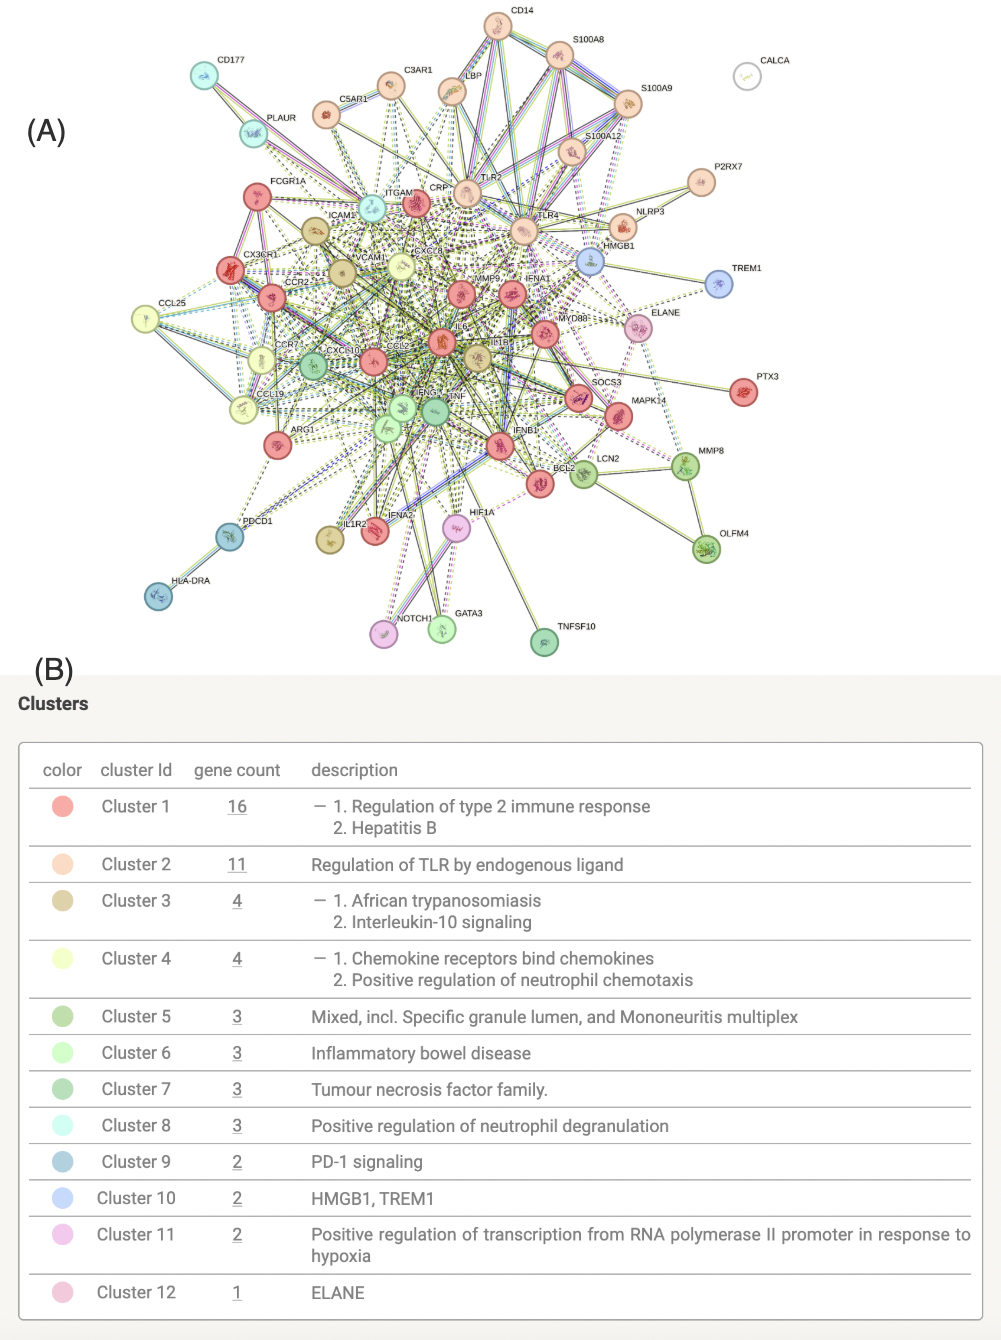 CD14
S100A8
CD177
CALCA
C3AR1
LBP
S100A9
C5AR1
(A)
PLAUR
S100A12
P2RX7
TLR2
FCGR1A
ITGAM
CRP
NLRP3
ICAM1
TLR4
HMGB1
CX3CR1
VCAM1
CXCL8
TREM1
CCR2
MMP9
IFNA1
CCL25
ELANE
MYD88
IL6
CCR7
CXCL10
CCL2
IL1B
PTX3
SOCS3
CCL19
IFNG
TNF
MAPK14
ARG1
IFNB1
MMP8
BCL2
LCN2
PDCD1
IL1R2
IFNA2
HIF1A
OLFM4
HLA-DRA
NOTCH1
GATA3
TNFSF10
(B)
Clusters
color cluster Id gene count description
Cluster 1 16 – 1. Regulation of type 2 immune response
2. Hepatitis B
Cluster 2 11 Regulation of TLR by endogenous ligand
Cluster 3 4 – 1. African trypanosomiasis
2. Interleukin-10 signaling
Cluster 4 4 – 1. Chemokine receptors bind chemokines
2. Positive regulation of neutrophil chemotaxis
Cluster 5 3 Mixed, incl. Specific granule lumen, and Mononeuritis multiplex
Cluster 6 3 Inflammatory bowel disease
Cluster 7 3 Tumour necrosis factor family.
Cluster 8 3 Positive regulation of neutrophil degranulation
Cluster 9 2 PD-1 signaling
Cluster 10 2 HMGB1, TREM1
Cluster 11 2 Positive regulation of transcription from RNA polymerase II promoter in response to
hypoxia
Cluster 12 1 ELANE